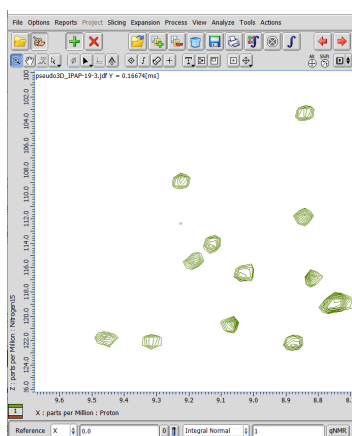 File Options Reports Project Slicing Expansion Process View Analyze Tools Actions
pseudo3D_IPAP-19-3.jdf Y = 0.16674[ms]
100
102.0
104.0
106.0
108.0
110.0
112.0
114.0
116.0
118.0
120.0
122.0
124.0
Z : parts per Million : Nitrogen15
9.6 9.5 9.4 9.3 9.2 9.1 9.0 8.9 8.8
1
X : parts per Million : Proton
Reference X 0.0 0 Integral Normal 1 qNMR